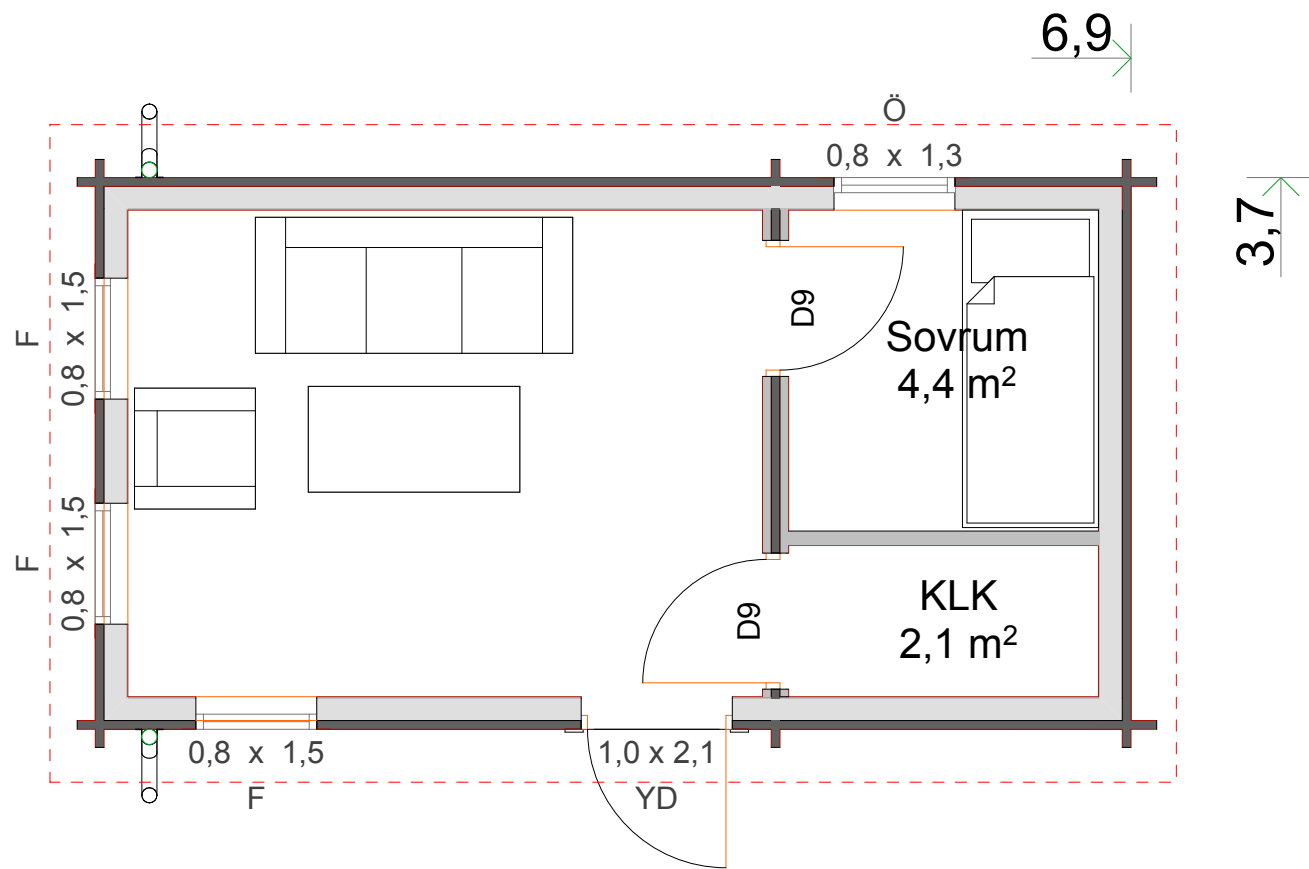 6,9
Ö
0,8 x 1,3
3,7
F
0,8 x 1,5
D9
Sovrum
4,4 m²
F
0,8 x 1,5
D9
KLK
2,1 m²
0,8 x 1,5
F
1,0 x 2,1
YD